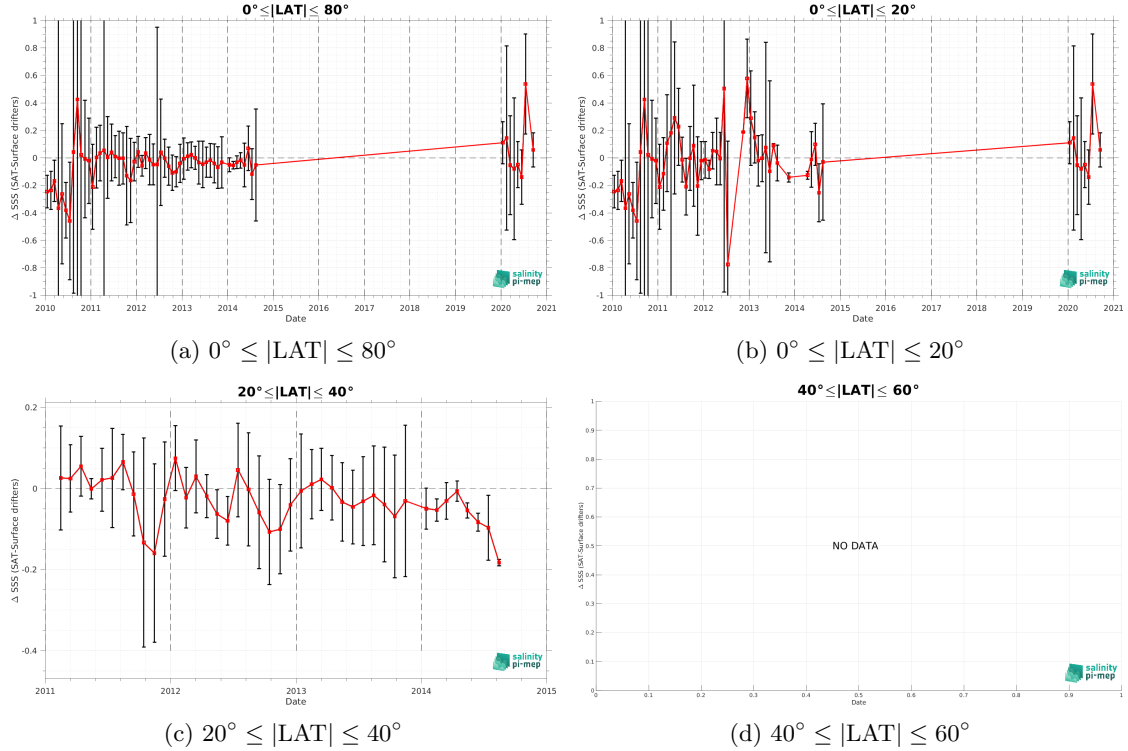 0°≤|LAT|≤ 80°
Δ SSS (SAT-Surface drifters)
1
0.8
0.6
0.4
0.2
0
-0.2
-0.4
-0.6
-0.8
-1
2010 2011 2012 2013 2014 2015 2016 2017 2018 2019 2020 2021
Date
salinity
pi-mep
(a) 0° ≤ |LAT| ≤ 80°
0°≤|LAT|≤ 20°
Δ SSS (SAT-Surface drifters)
1
0.8
0.6
0.4
0.2
0
-0.2
-0.4
-0.6
-0.8
-1
2010 2011 2012 2013 2014 2015 2016 2017 2018 2019 2020 2021
Date
salinity
pi-mep
(b) 0° ≤ |LAT| ≤ 20°
20°≤|LAT|≤ 40°
Δ SSS (SAT-Surface drifters)
0.2
0
-0.2
-0.4
2011 2012 2013 2014 2015
Date
salinity
pi-mep
(c) 20° ≤ |LAT| ≤ 40°
40°≤|LAT|≤ 60°
Δ SSS (SAT-Surface drifters)
1
0.9
0.8
0.7
0.6
0.5
0.4
0.3
0.2
0.1
0
NO DATA
0 0.1 0.2 0.3 0.4 0.5 0.6 0.7 0.8 0.9 1
Date
salinity
pi-mep
(d) 40° ≤ |LAT| ≤ 60°